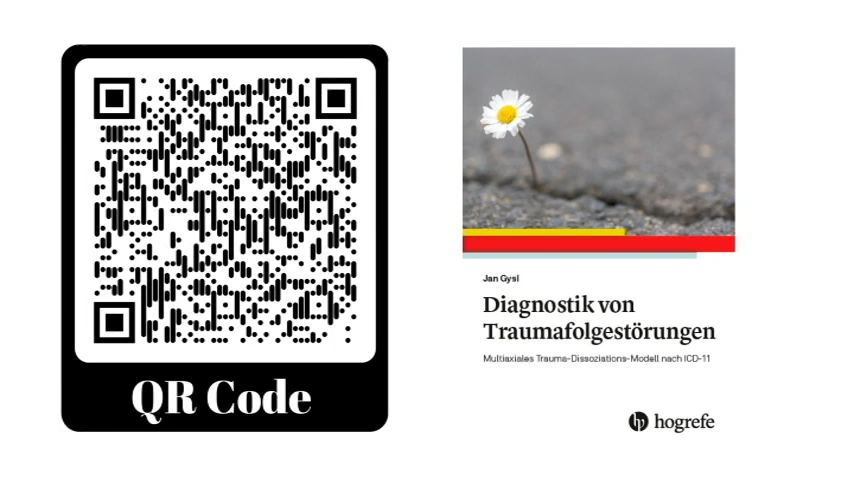 QR Code
Jan Gysi
Diagnostik von
Traumafolgestörungen
Multiaxiales Trauma-Dissoziations-Modell nach ICD-11
hogrefe